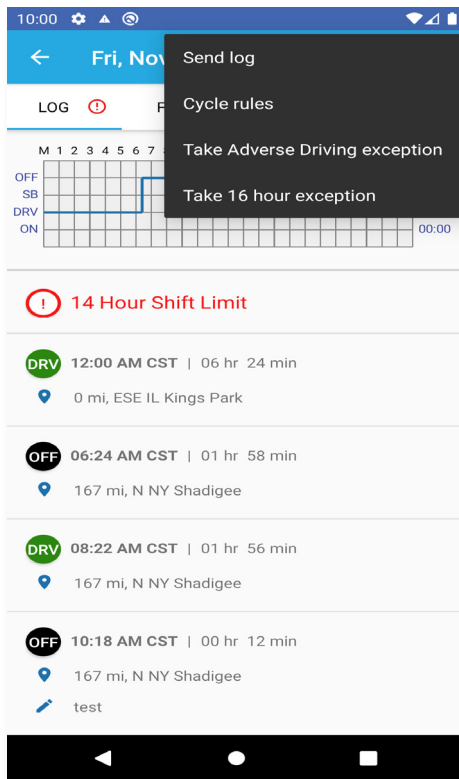 10:00
Fri, Nov
Send log
Cycle rules
Take Adverse Driving exception
Take 16 hour exception
LOG
F
M 1 2 3 4 5 6 7
OFF
SB
DRV
ON
00:00
14 Hour Shift Limit
DRV 12:00 AM CST | 06 hr 24 min
0 mi, ESE IL Kings Park
OFF 06:24 AM CST | 01 hr 58 min
167 mi, N NY Shadigee
DRV 08:22 AM CST | 01 hr 56 min
167 mi, N NY Shadigee
OFF 10:18 AM CST | 00 hr 12 min
167 mi, N NY Shadigee
test